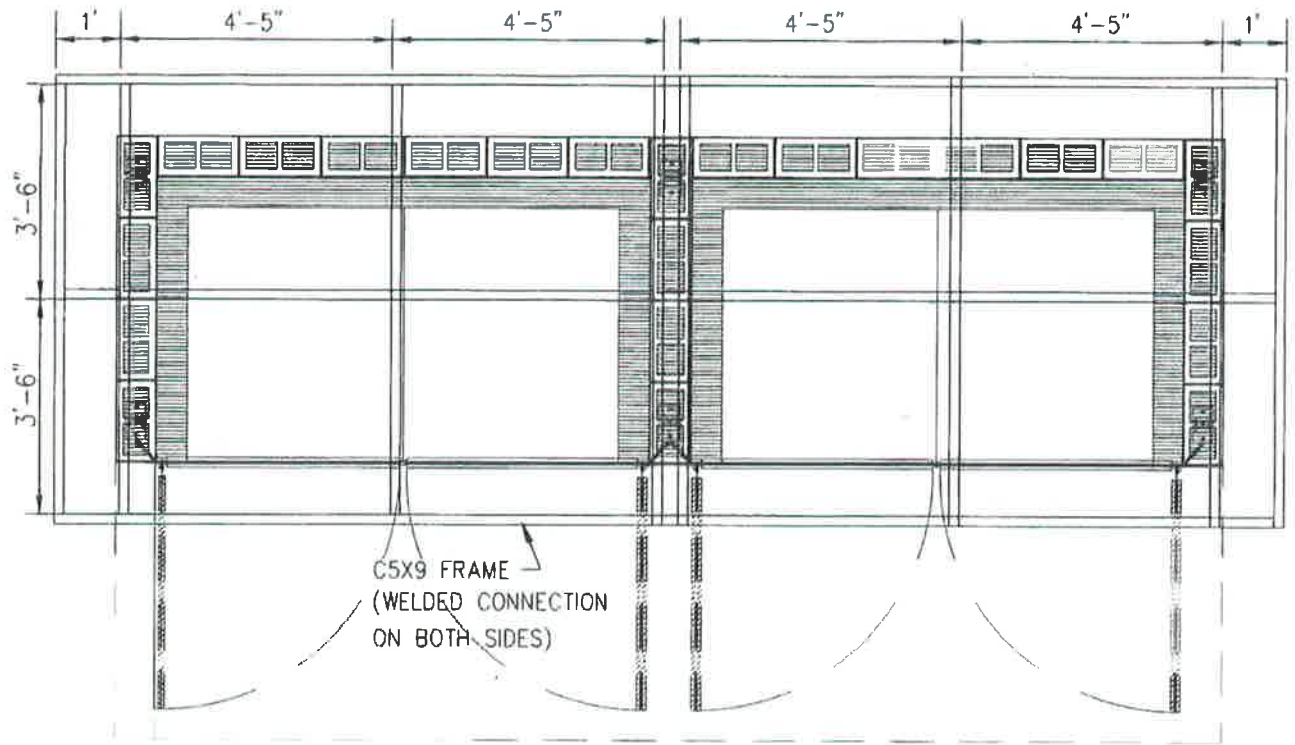 1'
4'-5"
4'-5"
4'-5"
4'-5"
1'
3'-6"
3'-6"
C5X9 FRAME
(WELDED CONNECTION
ON BOTH SIDES)